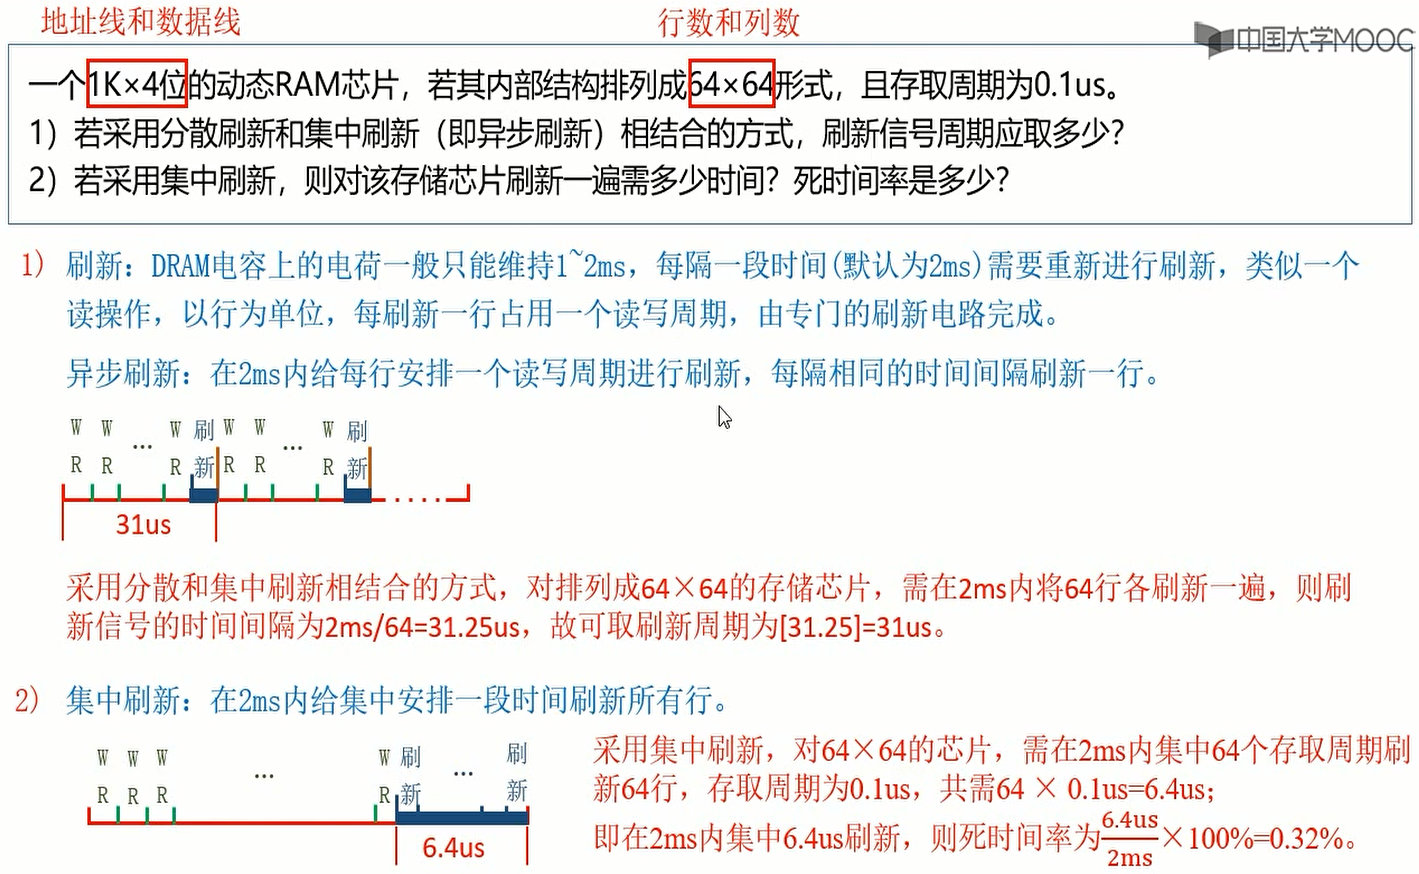 地址线和数据线
行数和列数
中国大学MOOC
一个1K×4位的动态RAM芯片，若其内部结构排列成64×64形式，且存取周期为0.1us。
1）若采用分散刷新和集中刷新（即异步刷新）相结合的方式，刷新信号周期应取多少？
2）若采用集中刷新，则对该存储芯片刷新一遍需多少时间？死时间率是多少？
1) 刷新：DRAM电容上的电荷一般只能维持1~2ms，每隔一段时间(默认为2ms)需要重新进行刷新，类似一个
读操作，以行为单位，每刷新一行占用一个读写周期，由专门的刷新电路完成。
异步刷新：在2ms内给每行安排一个读写周期进行刷新，每隔相同的时间间隔刷新一行。
W W ... W 刷 W W ... W 刷
R R R 新 R R R 新
31us
采用分散和集中刷新相结合的方式，对排列成64×64的存储芯片，需在2ms内将64行各刷新一遍，则刷
新信号的时间间隔为2ms/64=31.25us，故可取刷新周期为[31.25]=31us。
2) 集中刷新：在2ms内给集中安排一段时间刷新所有行。
W W W ... W 刷 ... 刷
R R R R 新 新
6.4us
采用集中刷新，对64×64的芯片，需在2ms内集中64个存取周期刷
新64行，存取周期为0.1us，共需64 × 0.1us=6.4us；
即在2ms内集中6.4us刷新，则死时间率为6.4us/2ms×100%=0.32%。